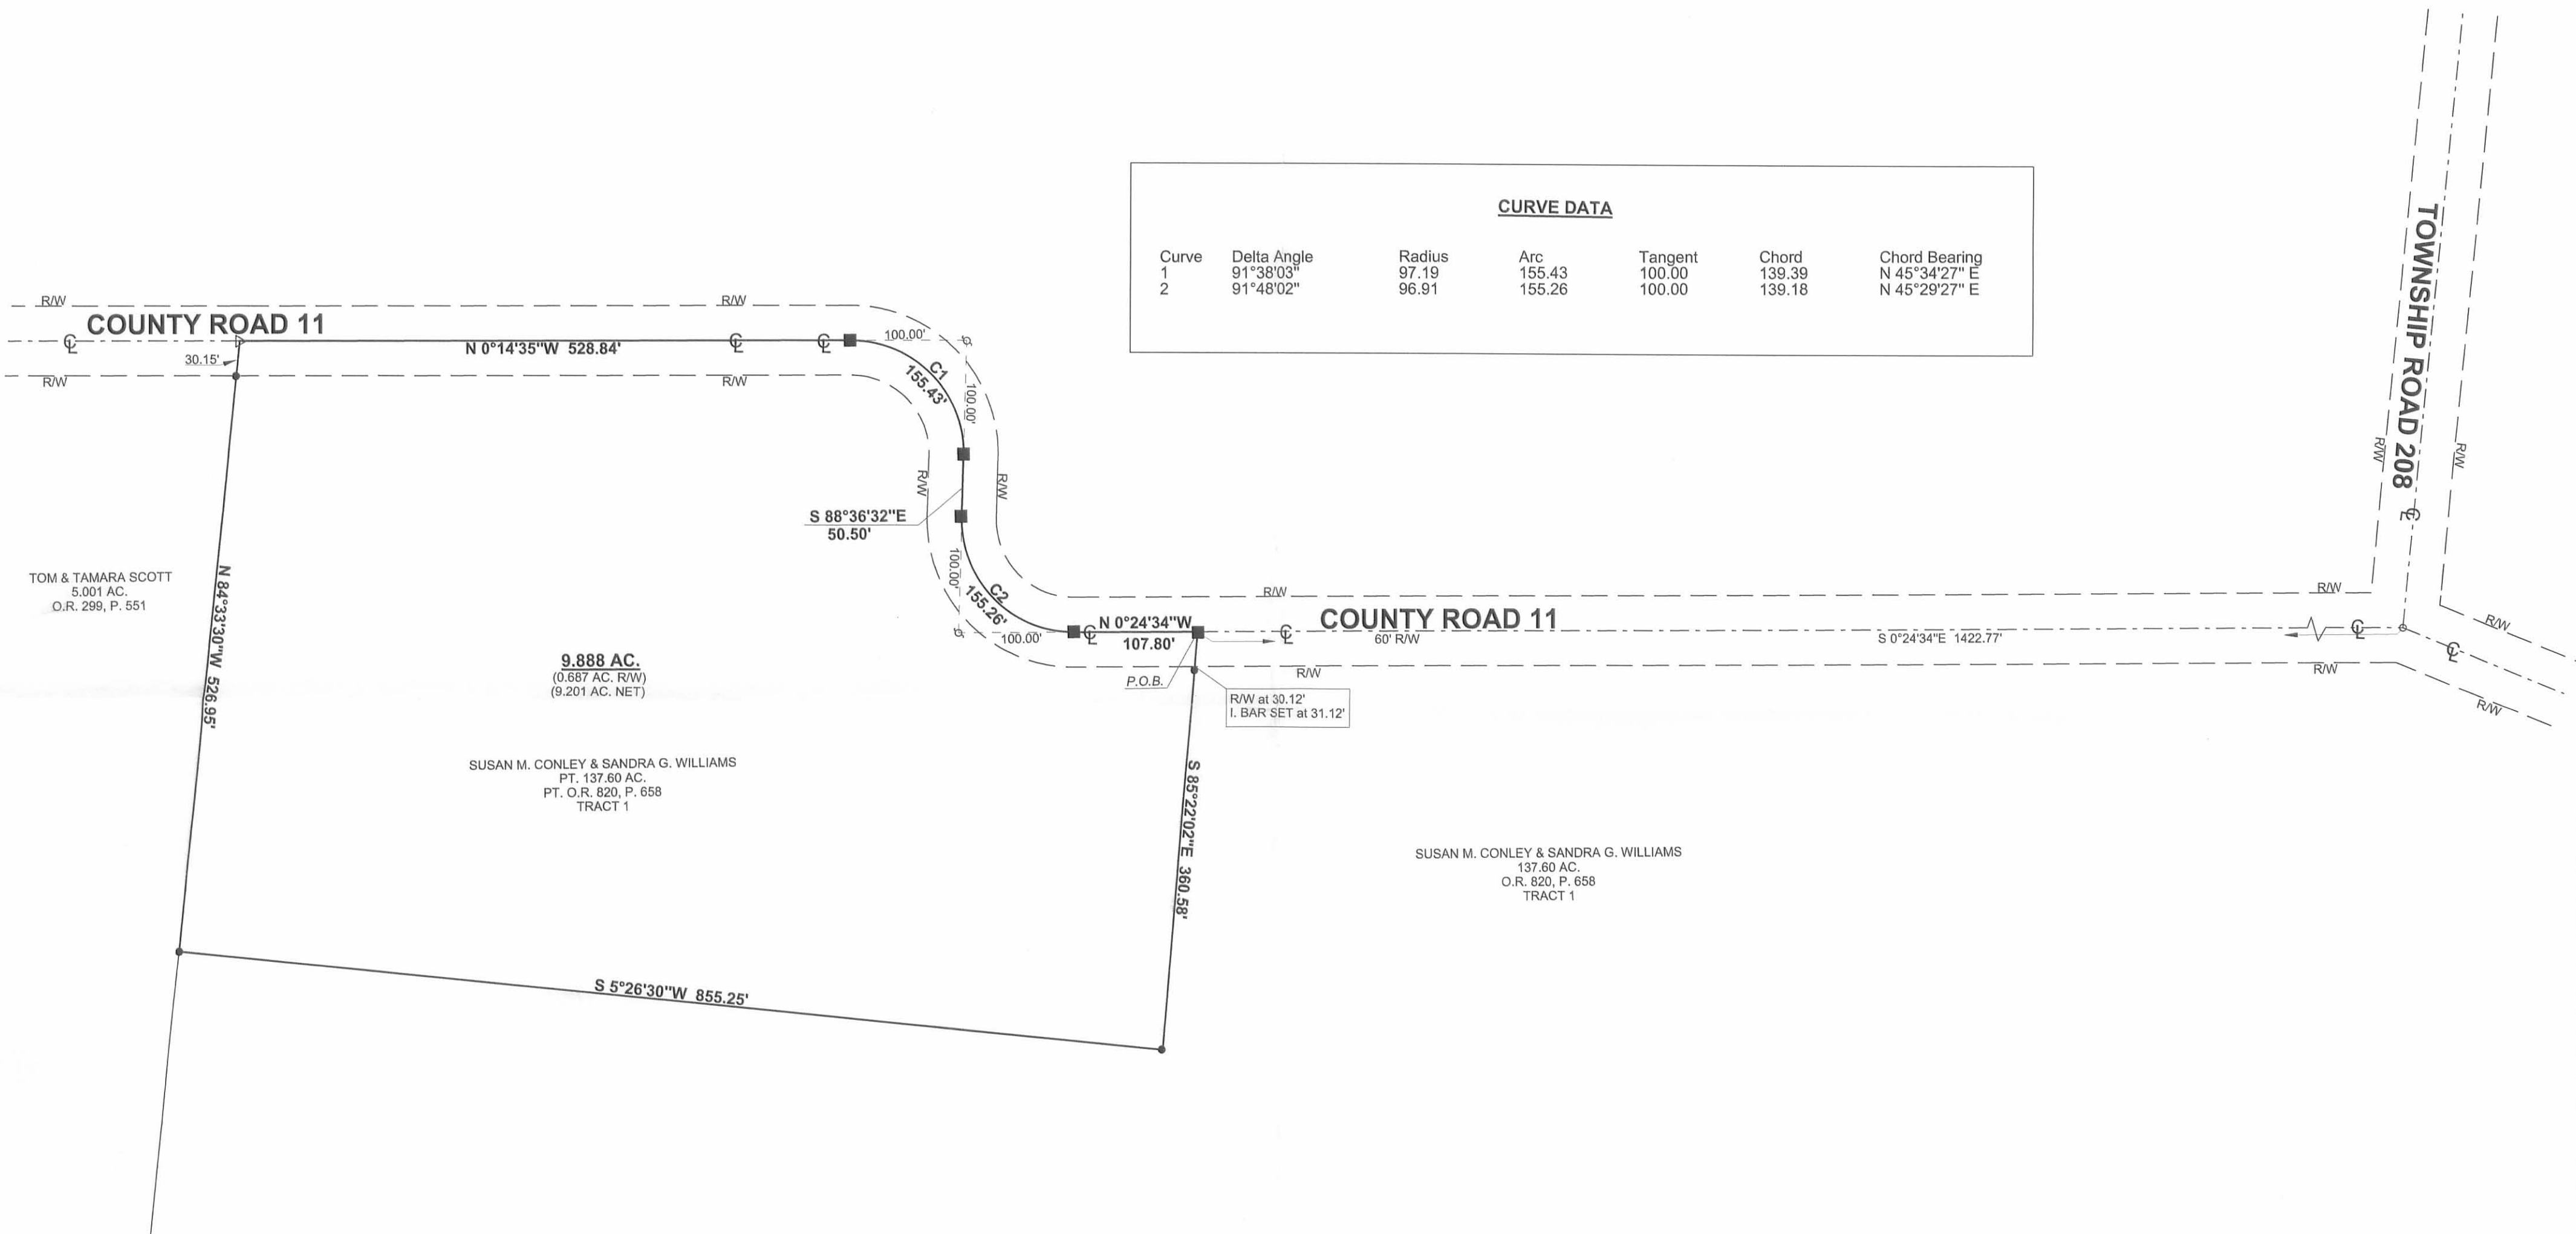 CURVE DATA
Curve Delta Angle Radius Arc Tangent Chord Chord Bearing
1 91°38'03" 97.19 155.43 100.00 139.39 N 45°34'27" E
2 91°48'02" 96.91 155.26 100.00 139.18 N 45°29'27" E
TOWNSHIP ROAD 208
R/W
R/W
COUNTY ROAD 11
N 0°14'35"W 528.84'
30.15'
R/W
R/W
100.00'
C1
155.43'
100.00'
R/W
R/W
R/W
R/W
S 88°36'32"E
50.50'
100.00'
C2
155.26'
100.00'
N 0°24'34"W
107.80'
R/W
COUNTY ROAD 11
60' R/W
S 0°24'34"E 1422.77'
R/W
R/W
R/W
R/W
R/W
P.O.B.
R/W at 30.12'
I. BAR SET at 31.12'
TOM & TAMARA SCOTT
5.001 AC.
O.R. 299, P. 551
N 84°33'30"W 526.95'
9.888 AC.
(0.687 AC. R/W)
(9.201 AC. NET)
SUSAN M. CONLEY & SANDRA G. WILLIAMS
PT. 137.60 AC.
PT. O.R. 820, P. 658
TRACT 1
S 85°22'02"E 360.58'
SUSAN M. CONLEY & SANDRA G. WILLIAMS
137.60 AC.
O.R. 820, P. 658
TRACT 1
S 5°26'30"W 855.25'